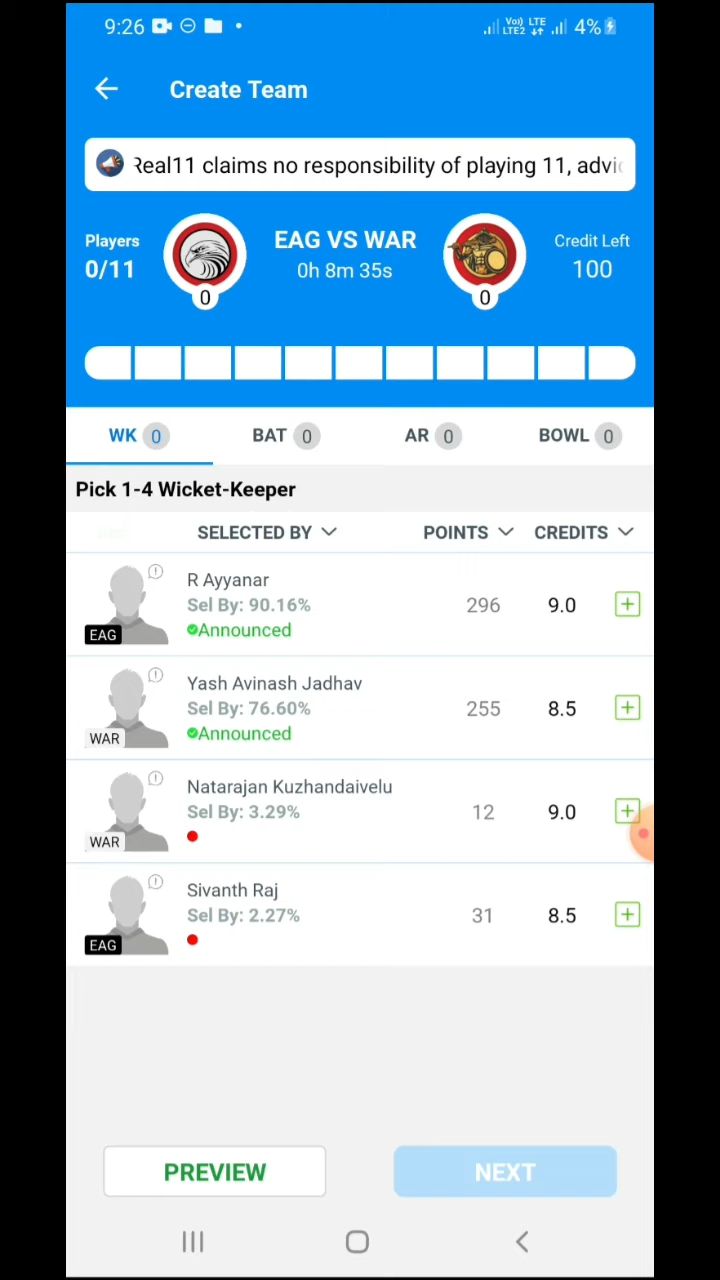 9:26 Vo) LTE LTE2 4%
Create Team
Real11 claims no responsibility of playing 11,
Players EAG VS WAR Credit Left
0/11 0h 8m 35s 100
0 0
WK 0 BAT 0 AR 0 BOWL 0
Pick 1-4 Wicket-Keeper
SELECTED BY POINTS CREDITS
R Ayyanar
Sel By: 90.16% 296 9.0
EAG Announced
Yash Avinash Jadhav
Sel By: 76.60% 255 8.5
WAR Announced
Natarajan Kuzhandaivelu
Sel By: 3.29% 12 9.0
WAR
Sivanth Raj
Sel By: 2.27% 31 8.5
EAG
PREVIEW NEXT